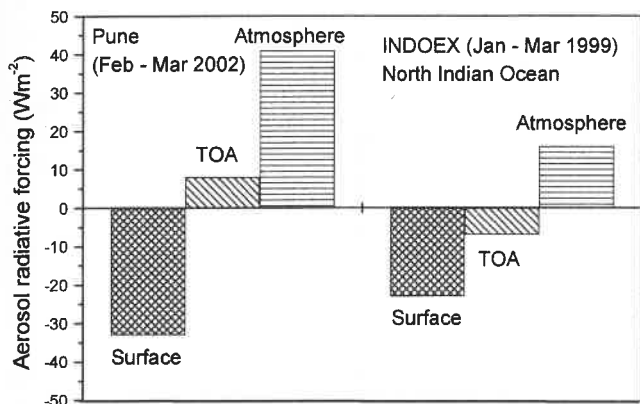 Aerosol radiative forcing (Wm-2)
50
40
30
20
10
0
-10
-20
-30
-40
-50
Pune
(Feb - Mar 2002)
Atmosphere
TOA
Surface
INDOEX (Jan - Mar 1999)
North Indian Ocean
Atmosphere
TOA
Surface